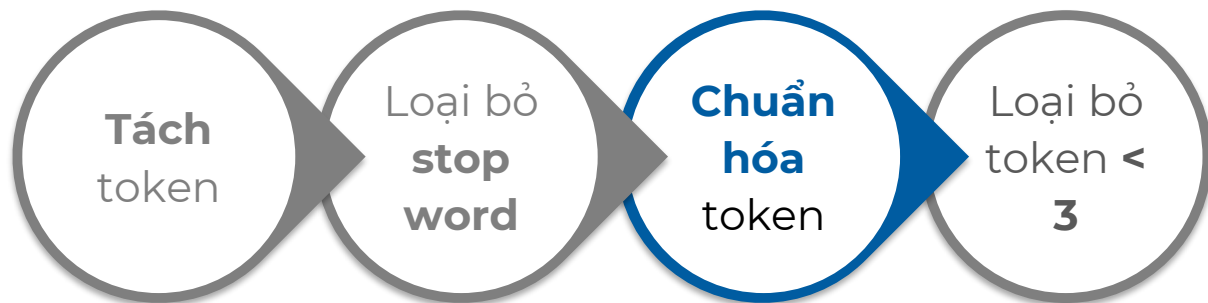 Tách
token
Loại bỏ
stop
word
Chuẩn
hóa
token
Loại bỏ
token <
3